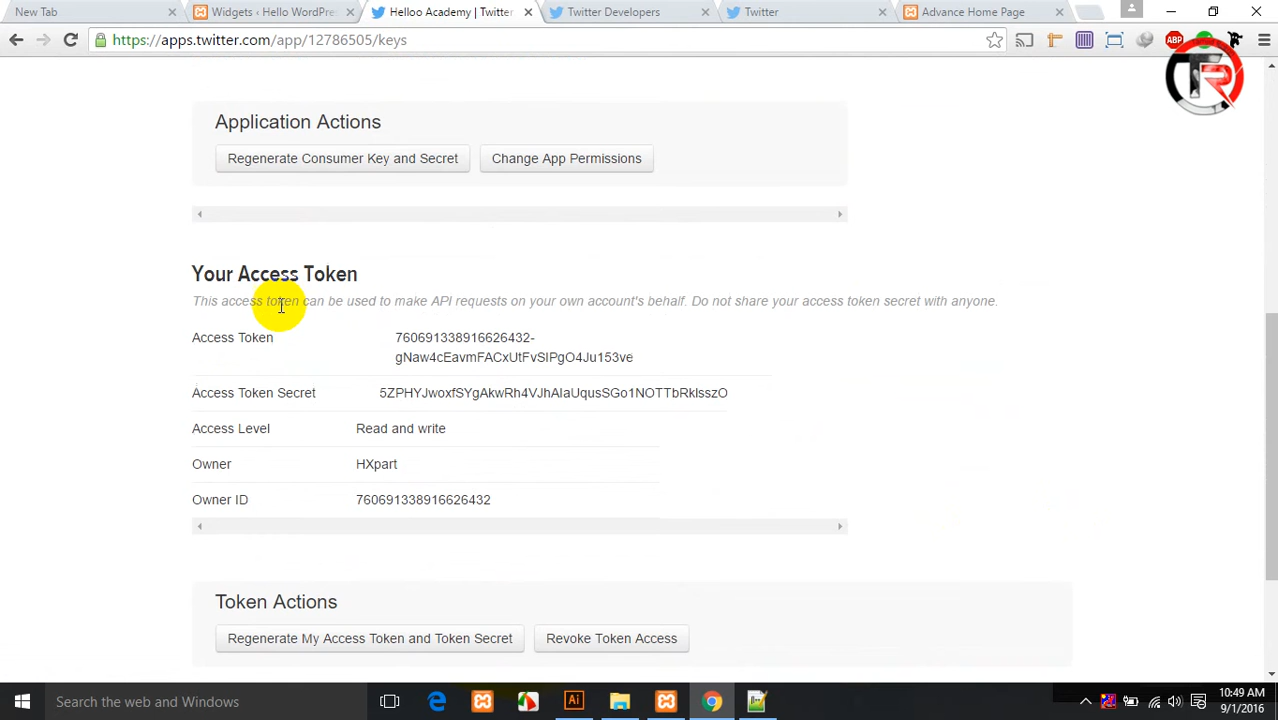 New Tab
Widgets ‹ Hello WordPre
Helloo Academy | Twitter
Twitter Developers
Twitter
Advance Home Page
https://apps.twitter.com/app/12786505/keys
ABP
TR
Application Actions
Regenerate Consumer Key and Secret
Change App Permissions
Your Access Token
This access token can be used to make API requests on your own account's behalf. Do not share your access token secret with anyone.
Access Token
760691338916626432-
gNaw4cEavmFACxUtFvSIPgO4Ju153ve
Access Token Secret
5ZPHYJwoxfSYgAkwRh4VJhAIaUqusSGo1NOTTbRklsszO
Access Level
Read and write
Owner
HXpart
Owner ID
760691338916626432
Token Actions
Regenerate My Access Token and Token Secret
Revoke Token Access
Search the web and Windows
Ai
10:49 AM
9/1/2016